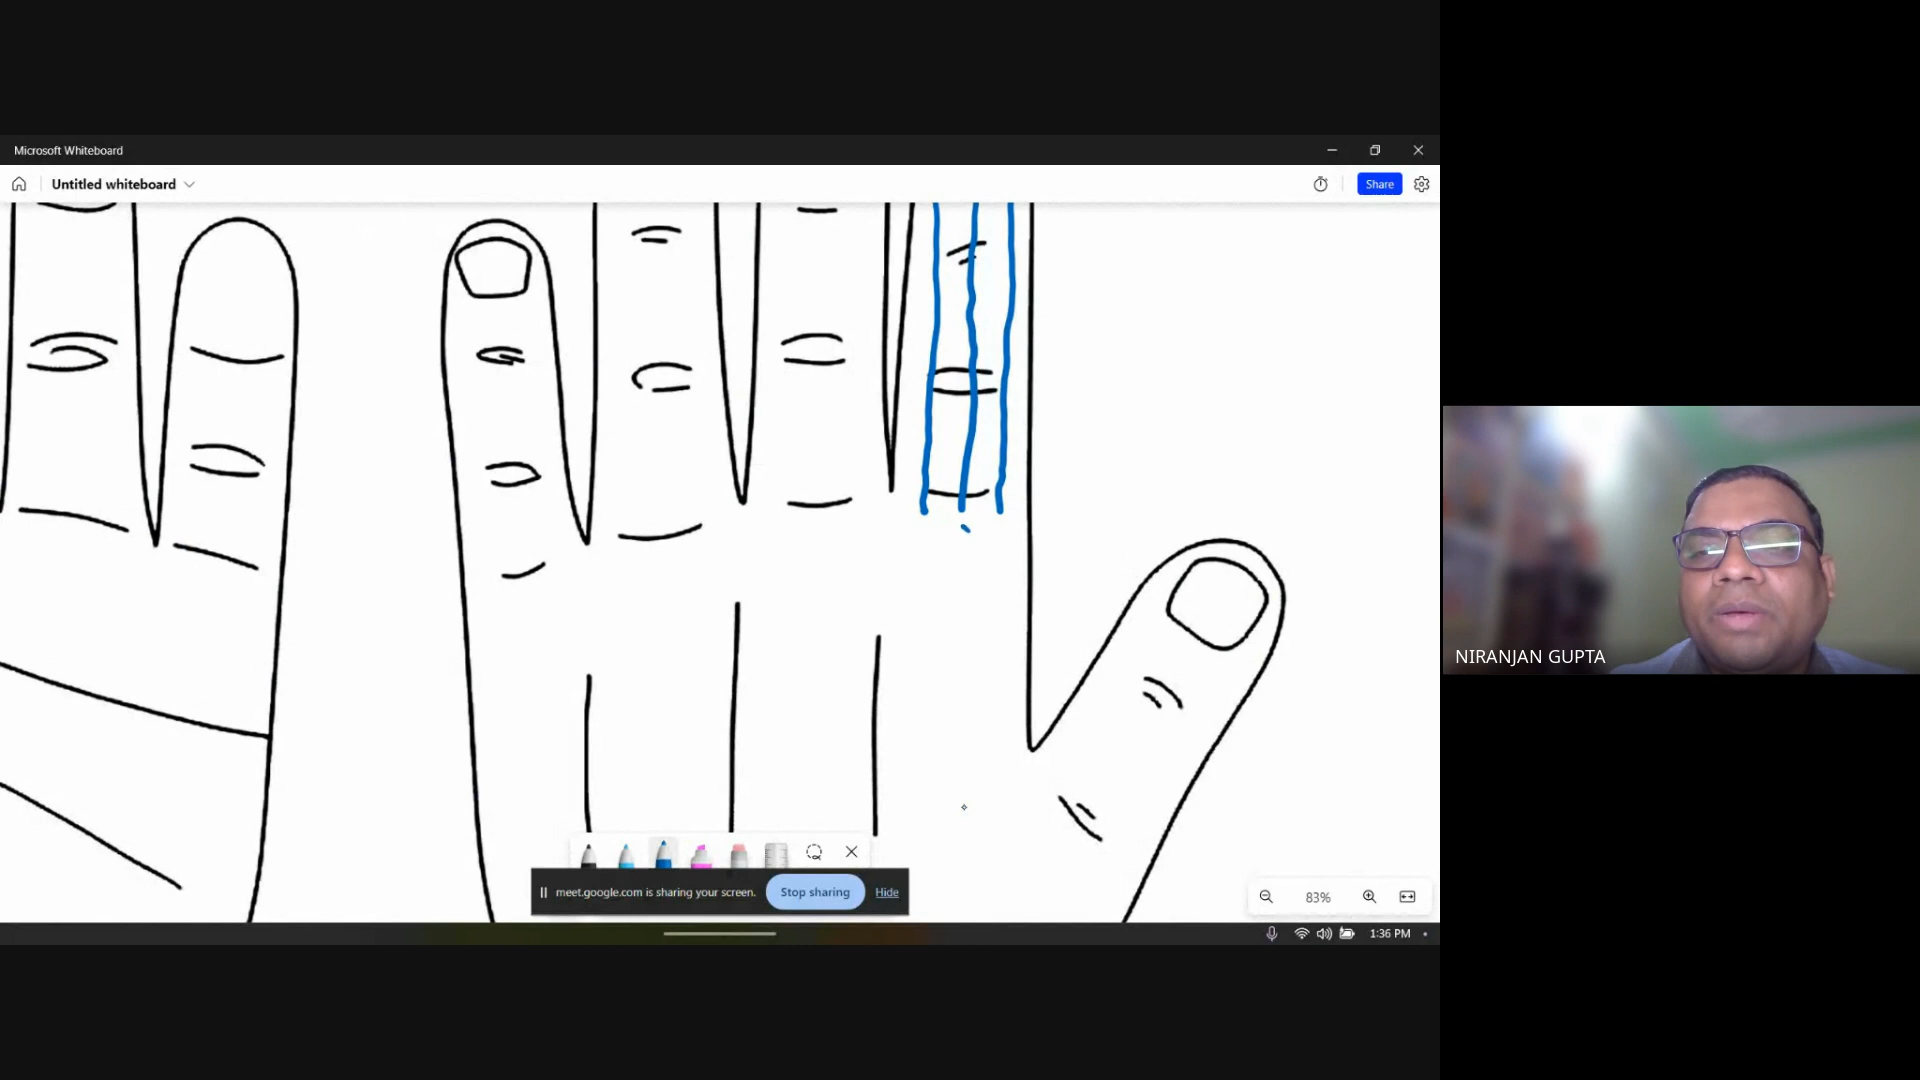 Microsoft Whiteboard
Untitled whiteboard
Share
NIRANJAN GUPTA
meet.google.com is sharing your screen.
Stop sharing
Hide
83%
1:36 PM